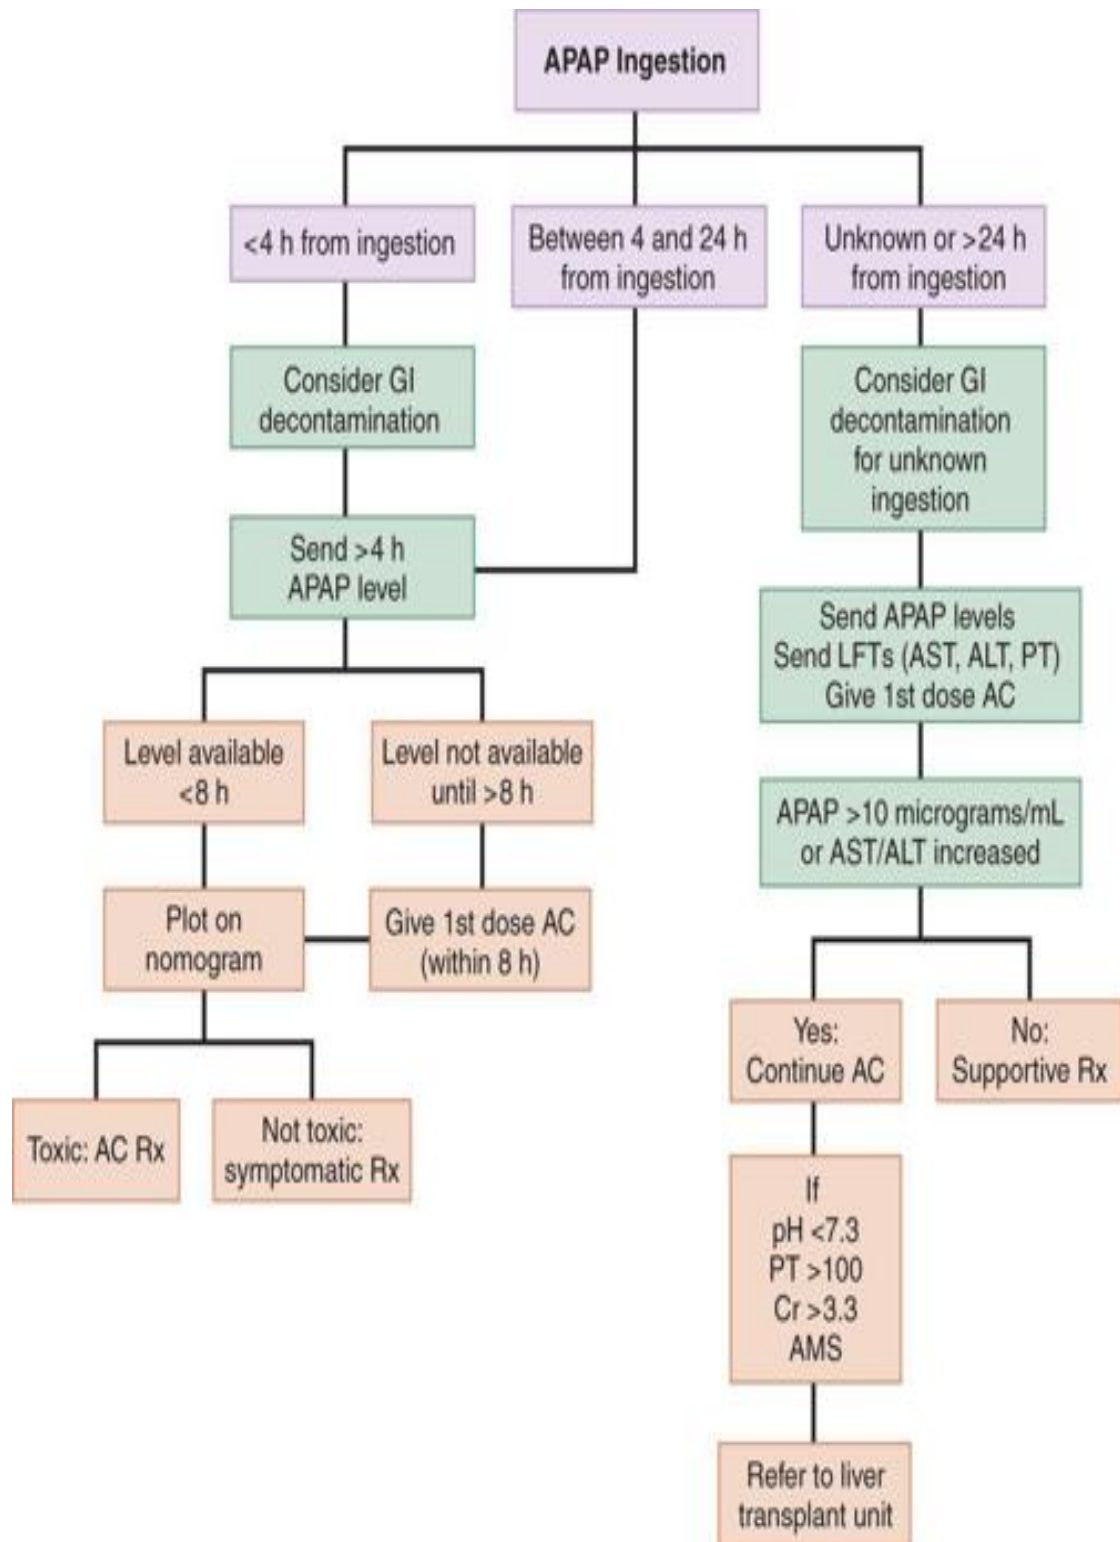 APAP Ingestion
<4 h from ingestion
Between 4 and 24 h
from ingestion
Unknown or >24 h
from ingestion
Consider GI
decontamination
Consider GI
decontamination
for unknown
ingestion
Send >4 h
APAP level
Send APAP levels
Send LFTs (AST, ALT, PT)
Give 1st dose AC
Level available
<8 h
Level not available
until >8 h
APAP >10 micrograms/mL
or AST/ALT increased
Plot on
nomogram
Give 1st dose AC
(within 8 h)
Yes:
Continue AC
No:
Supportive Rx
Toxic: AC Rx
Not toxic:
symptomatic Rx
If
pH <7.3
PT >100
Cr >3.3
AMS
Refer to liver
transplant unit